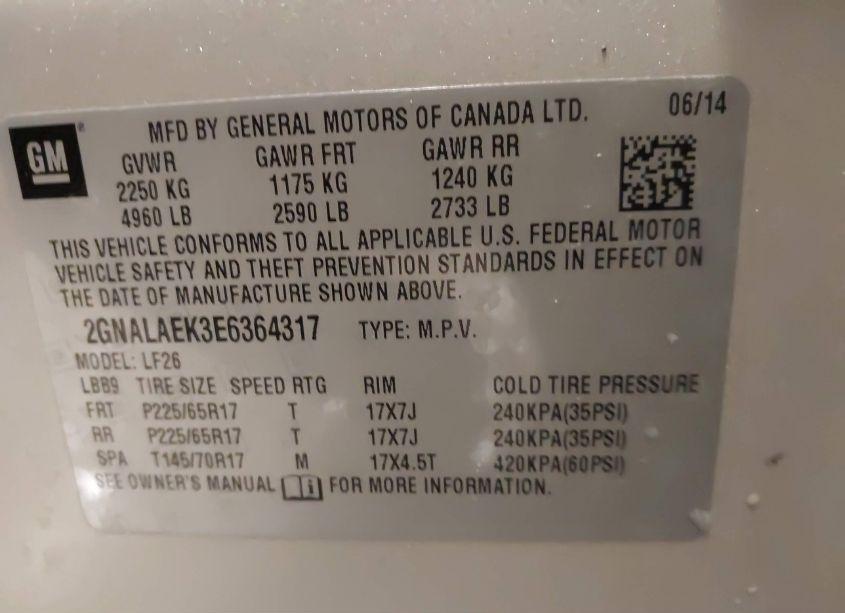 GM
MFD BY GENERAL MOTORS OF CANADA LTD. 06/14
GVWR GAWR FRT GAWR RR
2250 KG 1175 KG 1240 KG
4960 LB 2590 LB 2733 LB
THIS VEHICLE CONFORMS TO ALL APPLICABLE U.S. FEDERAL MOTOR
VEHICLE SAFETY AND THEFT PREVENTION STANDARDS IN EFFECT ON
THE DATE OF MANUFACTURE SHOWN ABOVE.
2GNALAEK3E6364317 TYPE: M.P.V.
MODEL: LF26
LBB9 TIRE SIZE SPEED RTG RIM COLD TIRE PRESSURE
FRT P225/65R17 T 17X7J 240KPA(35PSI)
RR P225/65R17 T 17X7J 240KPA(35PSI)
SPA T145/70R17 M 17X4.5T 420KPA(60PSI)
SEE OWNER'S MANUAL i FOR MORE INFORMATION.